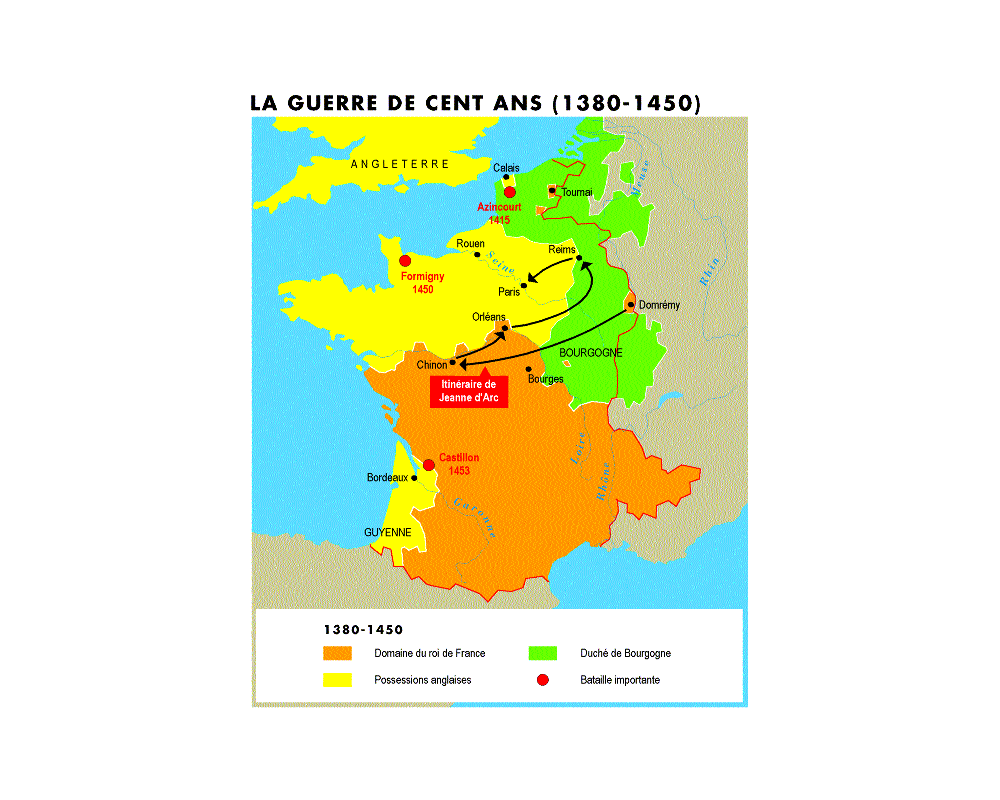 LA GUERRE DE CENT ANS (1380-1450)
ANGLETERRE
Calais
Meuse
Tournai
Azincourt
1415
Rouen
Reims
Seine
Rhin
Formigny
1450
Paris
Domrémy
Orléans
BOURGOGNE
Chinon
Bourges
Itinéraire de
Jeanne d'Arc
Loire
Castillon
1453
Rhône
Bordeaux
Garonne
GUYENNE
1380-1450
Domaine du roi de France
Duché de Bourgogne
Possessions anglaises
Bataille importante